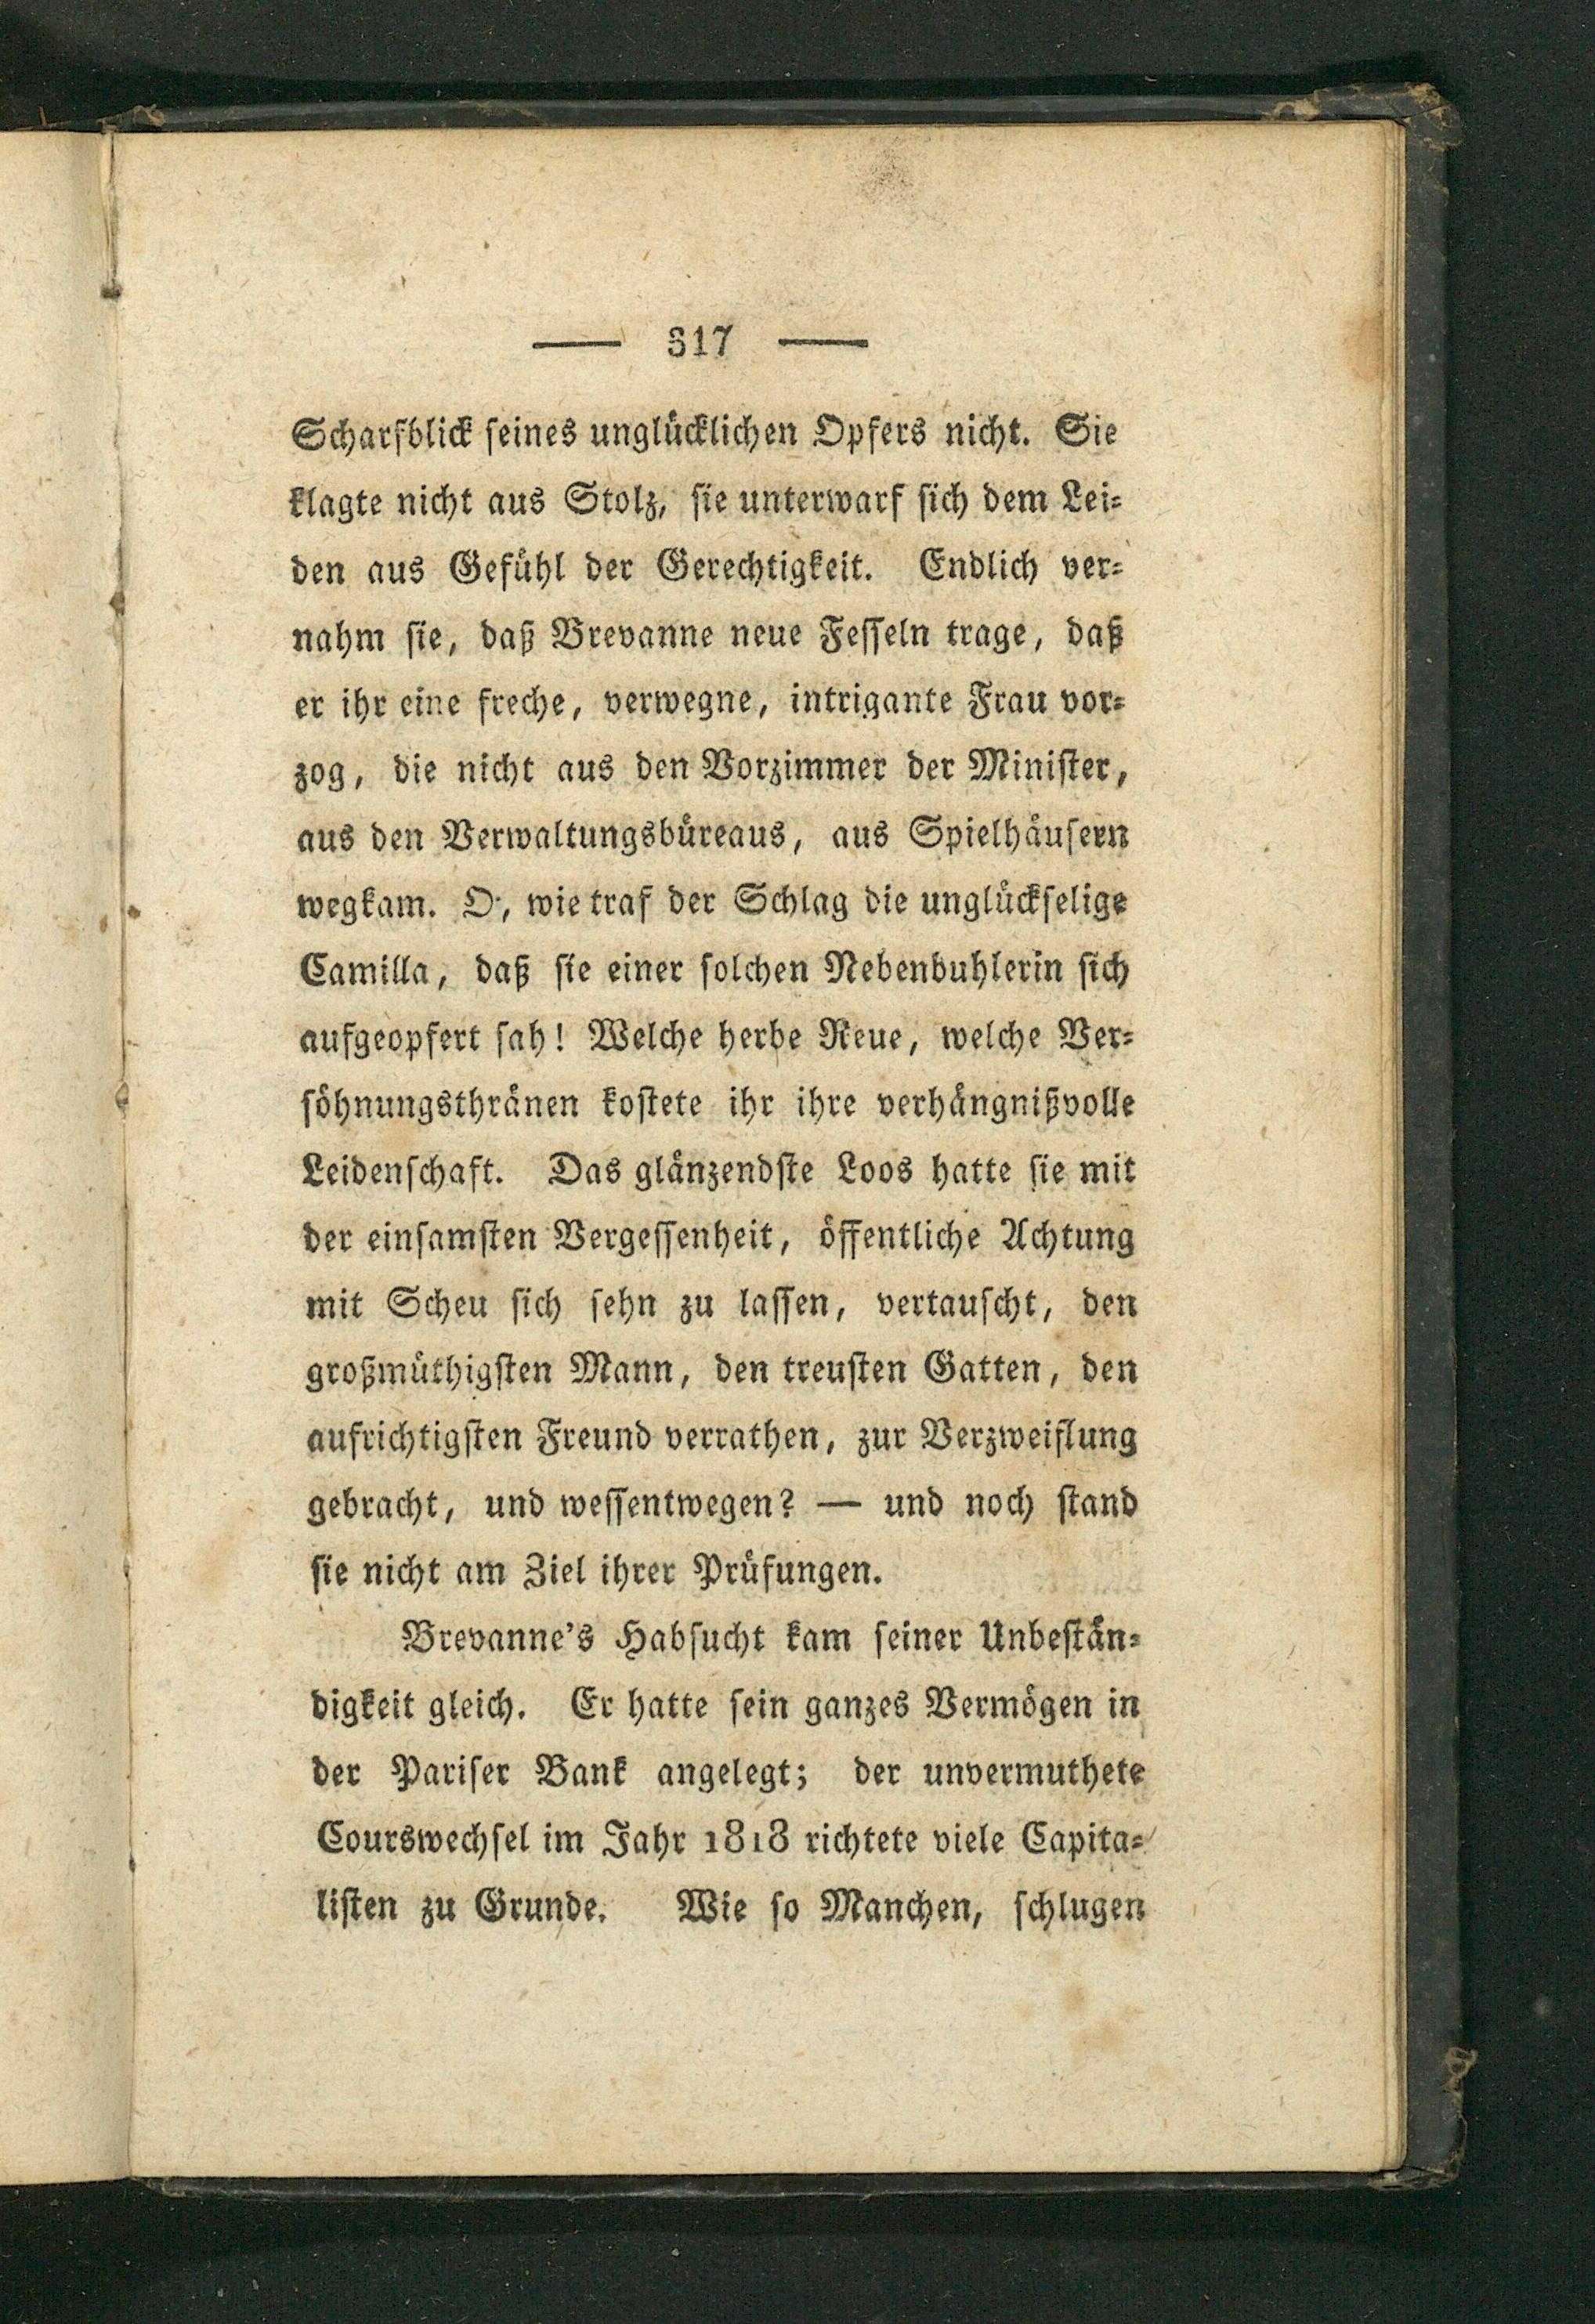 — 317 —
Scharfblick seines unglücklichen Opfers nicht. Sie
klagte nicht aus Stolz, sie unterwarf sich dem Lei-
den aus Gefühl der Gerechtigkeit. Endlich ver-
nahm sie, daß Brevanne neue Fesseln trage, daß
er ihr eine freche, verwegne, intrigante Frau vor-
zog, die nicht aus den Vorzimmer der Minister,
aus den Verwaltungsbüreaus, aus Spielhäusern
wegkam. O, wie traf der Schlag die unglückselige
Camilla, daß sie einer solchen Nebenbuhlerin sich
aufgeopfert sah! Welche herbe Reue, welche Ver-
söhnungsthränen kostete ihr ihre verhängnißvolle
Leidenschaft. Das glänzendste Loos hatte sie mit
der einsamsten Vergessenheit, öffentliche Achtung
mit Scheu sich sehn zu lassen, vertauscht, den
großmüthigsten Mann, den treusten Gatten, den
aufrichtigsten Freund verrathen, zur Verzweiflung
gebracht, und wessentwegen? — und noch stand
sie nicht am Ziel ihrer Prüfungen.
Brevanne's Habsucht kam seiner Unbestän-
digkeit gleich. Er hatte sein ganzes Vermögen in
der Pariser Bank angelegt; der unvermuthete
Courswechsel im Jahr 1818 richtete viele Capita-
listen zu Grunde. Wie so Manchen, schlugen